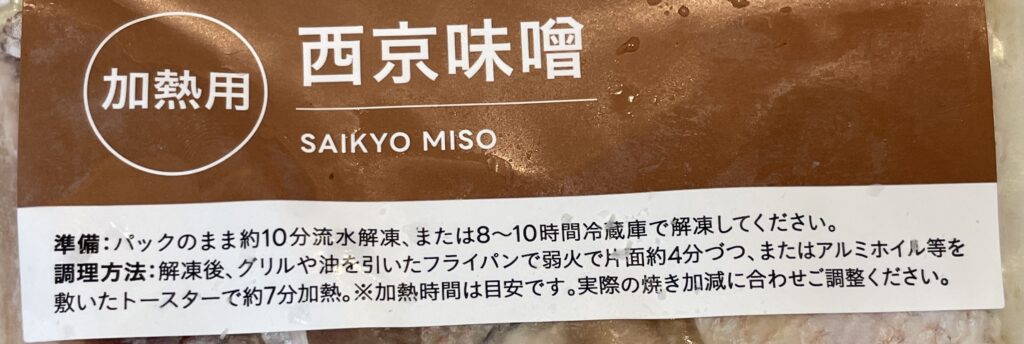 加熱用
西京味噌
SAIKYO MISO
準備：パックのまま約10分流水解凍、または8〜10時間冷蔵庫で解凍してください。
調理方法：解凍後、グリルや油を引いたフライパンで弱火で片面約4分づつ、またはアルミホイル等を
敷いたトースターで約7分加熱。※加熱時間は目安です。実際の焼き加減に合わせご調整ください。